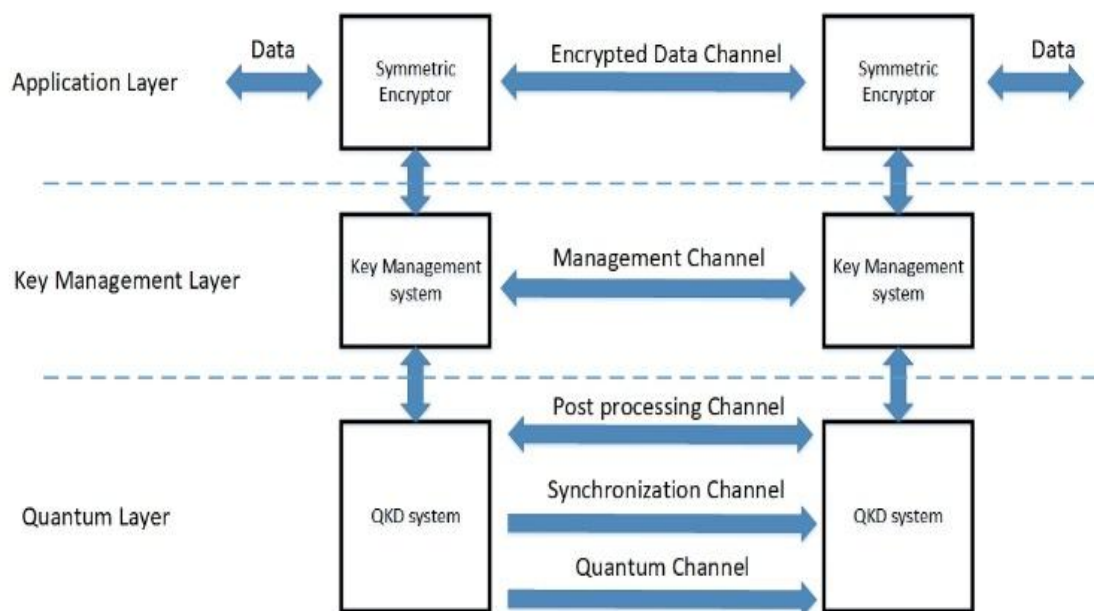 Data
Encrypted Data Channel
Data
Application Layer
Symmetric
Encryptor
Symmetric
Encryptor
Management Channel
Key Management Layer
Key Management
system
Key Management
system
Post processing Channel
Synchronization Channel
Quantum Layer
QKD system
QKD system
Quantum Channel